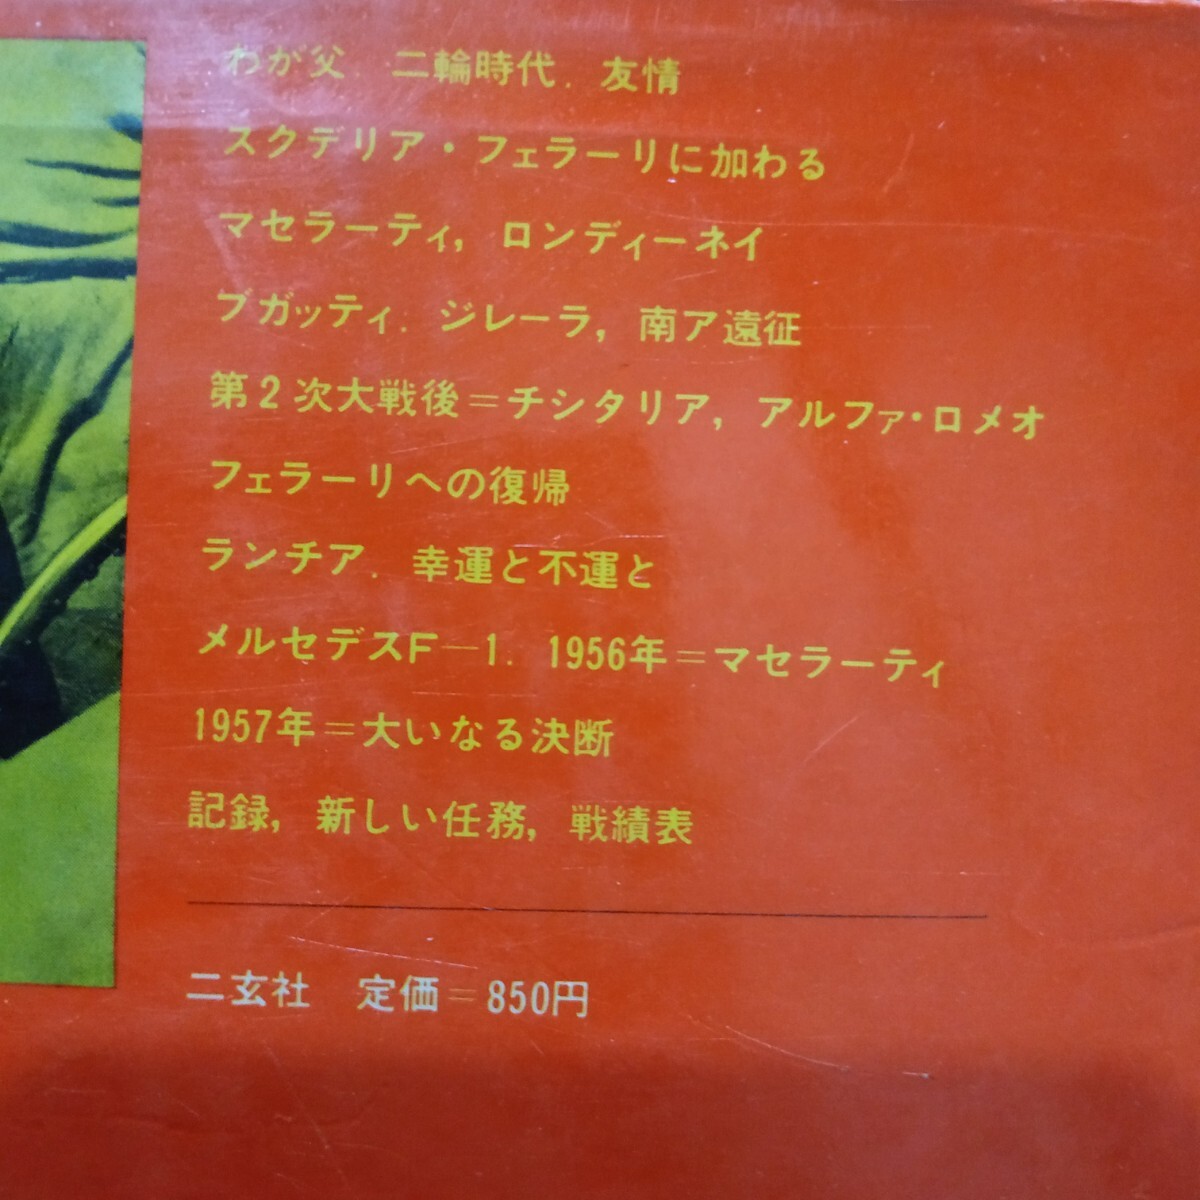 わが父. 二輪時代. 友情
スクデリア・フェラーリに加わる
マセラーティ, ロンディーネイ
ブガッティ. ジレーラ, 南ア遠征
第2次大戦後=チシタリア, アルファ・ロメオ
フェラーリへの復帰
ランチア. 幸運と不運と
メルセデスF—1. 1956年=マセラーティ
1957年=大いなる決断
記録, 新しい任務, 戦績表
二玄社 定価=850円